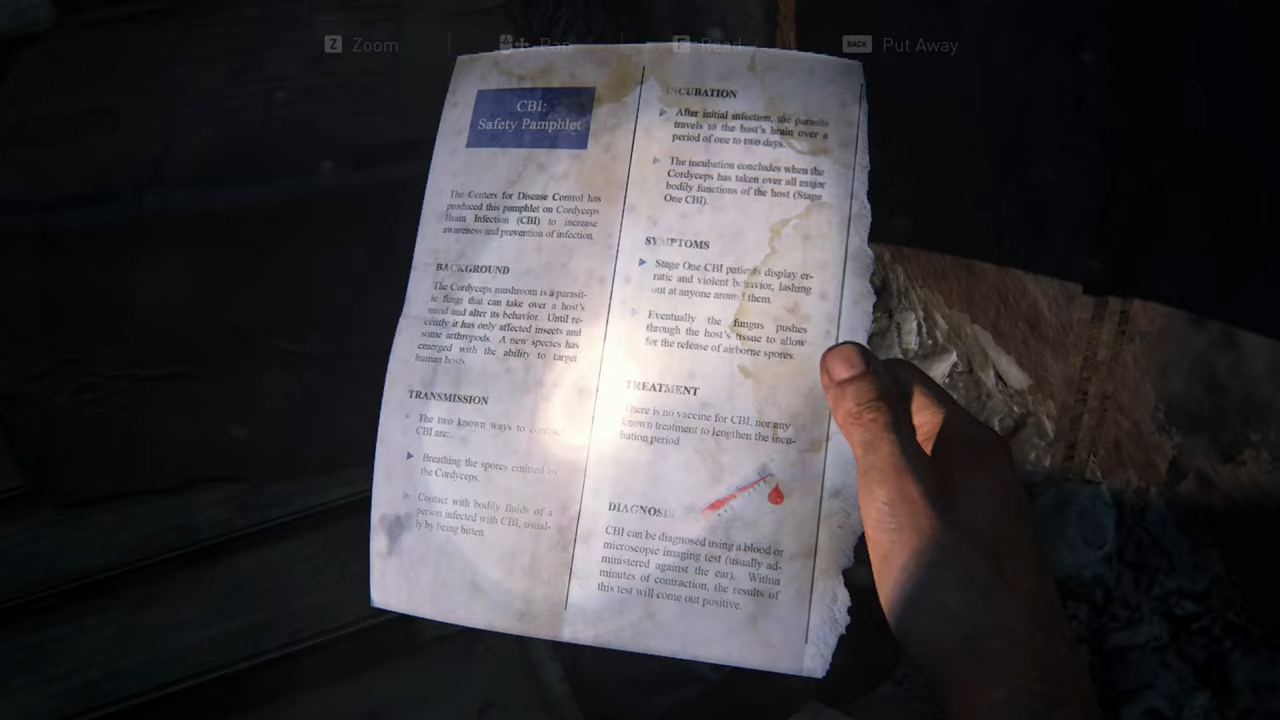 Z Zoom
Pan
F Read
BACK Put Away
CBI:
Safety Pamphlet
The Centers for Disease Control has
produced this pamphlet on Cordyceps
Brain Infection (CBI) to increase
awareness and prevention of infection.
BACKGROUND
The Cordyceps mushroom is a parasit-
ic fungi that can take over a host's
mind and alter its behavior. Until re-
cently it has only affected insects and
some arthropods. A new species has
emerged with the ability to target
human hosts.
TRANSMISSION
The two known ways to contract
CBI are:
Breathing the spores emitted by
the Cordyceps.
Contact with bodily fluids of a
person infected with CBI, usual-
ly by being bitten.
INCUBATION
After initial infection, the parasite
travels to the host's brain over a
period of one to two days.
The incubation concludes when the
Cordyceps has taken over all major
bodily functions of the host (Stage
One CBI).
SYMPTOMS
Stage One CBI patients display er-
ratic and violent behavior, lashing
out at anyone around them.
Eventually the fungus pushes
through the host's tissue to allow
for the release of airborne spores.
TREATMENT
There is no vaccine for CBI, nor any
known treatment to lengthen the incu-
bation period
DIAGNOSIS
CBI can be diagnosed using a blood or
microscopic imaging test (usually ad-
ministered against the ear). Within
minutes of contraction, the results of
this test will come out positive.